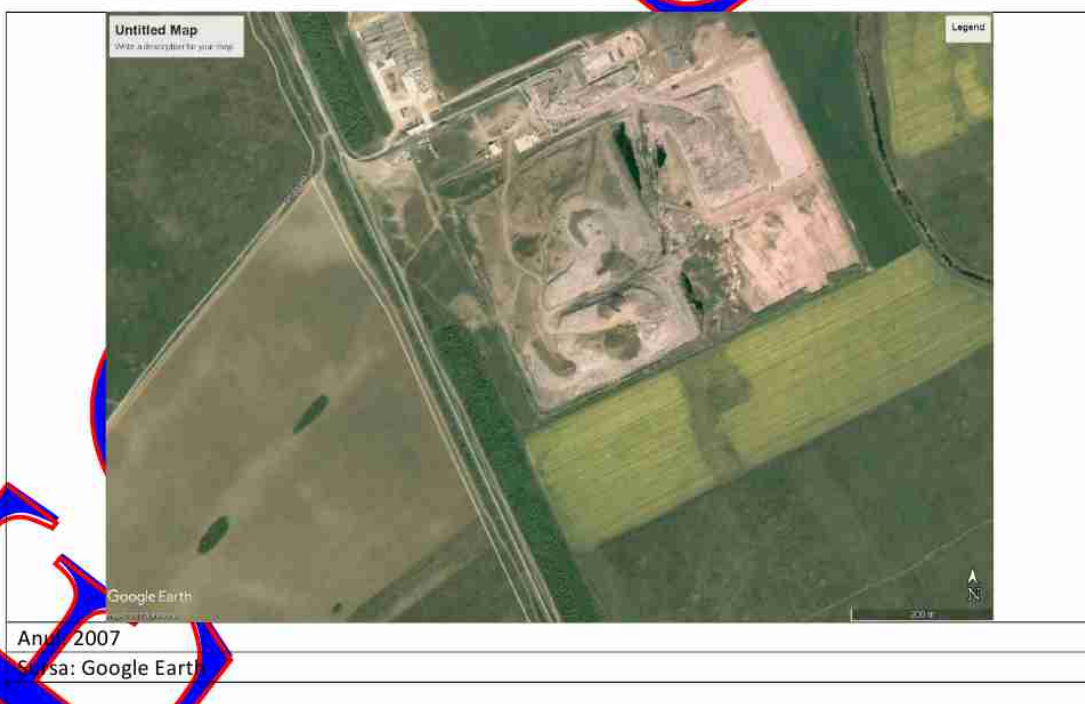 Untitled Map
Write a description for your map.
Legend
Google Earth
N
200 m
Anul: 2007
Sursa: Google Earth